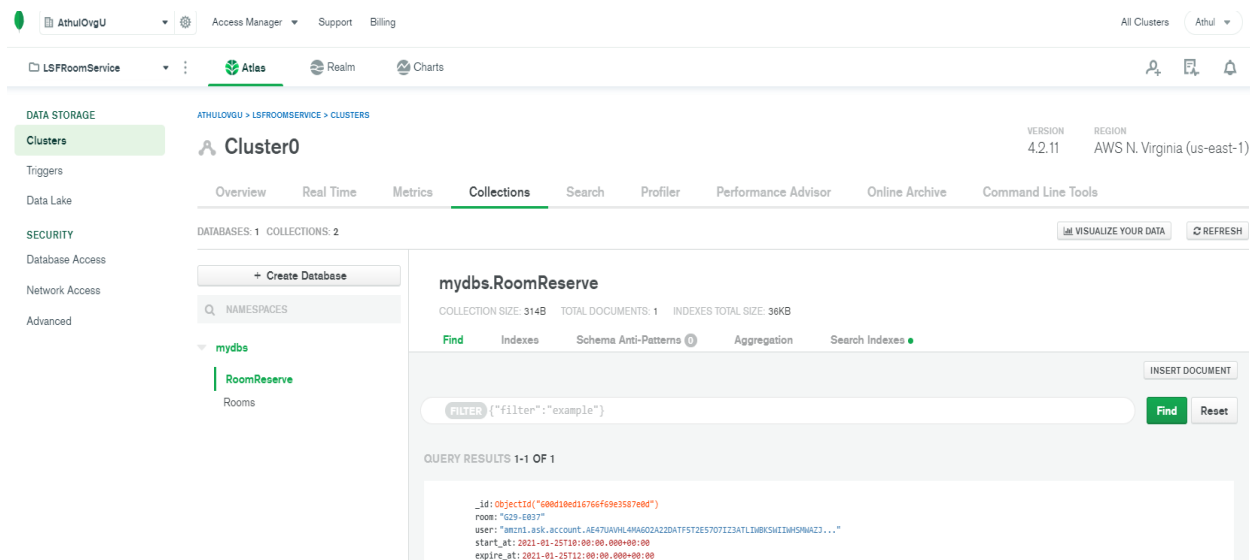 AthulOvgU Access Manager Support Billing All Clusters Athul
LSFRoomService Atlas Realm Charts
DATA STORAGE
Clusters
Triggers
Data Lake
SECURITY
Database Access
Network Access
Advanced
ATHULOVGU > LSFROOMSERVICE > CLUSTERS
Cluster0
VERSION REGION
4.2.11 AWS N. Virginia (us-east-1)
Overview Real Time Metrics Collections Search Profiler Performance Advisor Online Archive Command Line Tools
DATABASES: 1 COLLECTIONS: 2 VISUALIZE YOUR DATA REFRESH
+ Create Database
NAMESPACES
mydbs
RoomReserve
Rooms
mydbs.RoomReserve
COLLECTION SIZE: 314B TOTAL DOCUMENTS: 1 INDEXES TOTAL SIZE: 36KB
Find Indexes Schema Anti-Patterns 0 Aggregation Search Indexes
INSERT DOCUMENT
FILTER {"filter":"example"} Find Reset
QUERY RESULTS 1-1 OF 1
_id: ObjectId("600d10ed16766f69e3587e0d")
room: "G29-E037"
user: "amzn1.ask.account.AE47UAVHL4MA6O2A22DATF5T2E57O7IZ3ATLIWBKSWIIWHSMWAZJ..."
start_at: 2021-01-25T10:00:00.000+00:00
expire_at: 2021-01-25T12:00:00.000+00:00